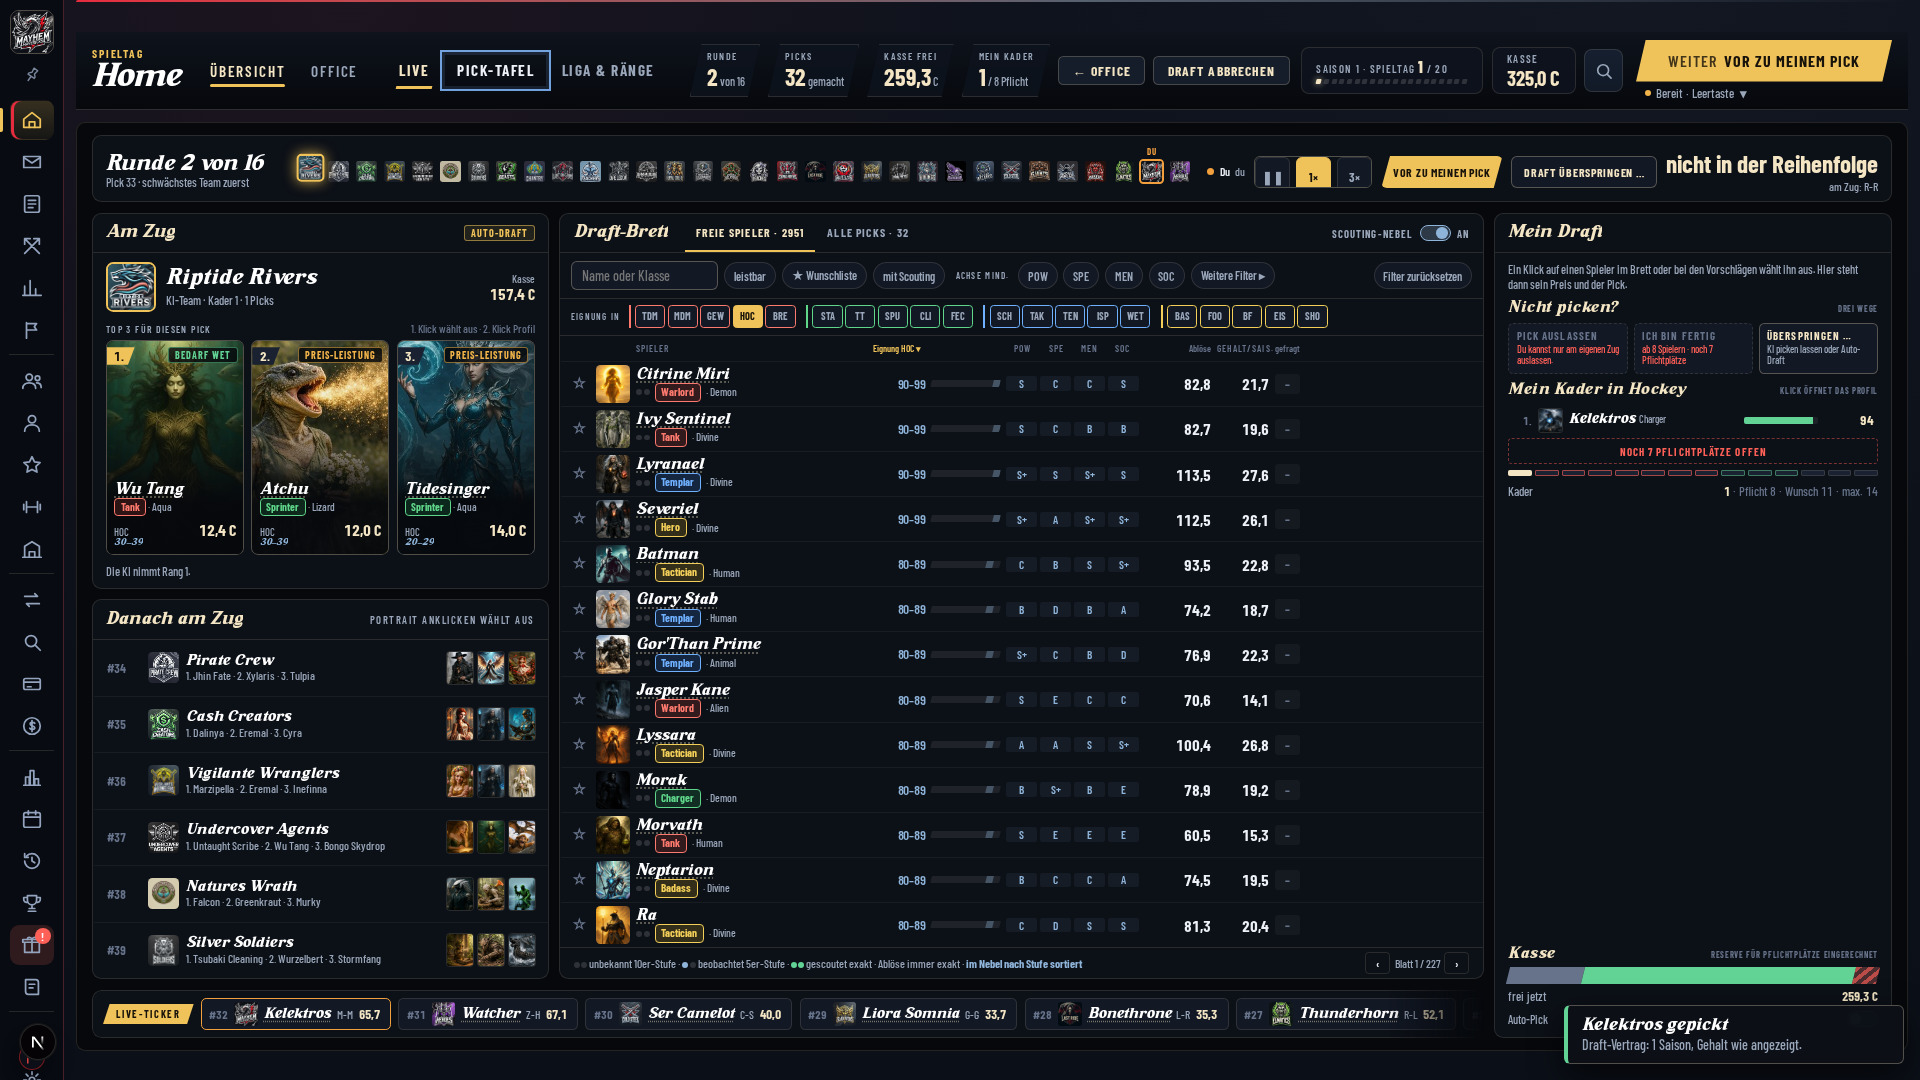 SPIELTAG
Home
ÜBERSICHT
OFFICE
LIVE
PICK-TAFEL
LIGA & RÄNGE
RUNDE
2 von 16
PICKS
32 gemacht
KASSE FREI
259,3 C
MEIN KADER
1 / 8 Pflicht
← OFFICE
DRAFT ABBRECHEN
SAISON 1 · SPIELTAG 1 / 20
KASSE
325,0 C
WEITER VOR ZU MEINEM PICK
Bereit · Leertaste ▼
Runde 2 von 16
Pick 33 · schwächstes Team zuerst
DU
Du du
❚❚
1×
3×
VOR ZU MEINEM PICK
DRAFT ÜBERSPRINGEN ...
nicht in der Reihenfolge
am Zug: R-R
Am Zug
AUTO-DRAFT
Riptide Rivers
KI-Team · Kader 1 · 1 Picks
Kasse
157,4 C
TOP 3 FÜR DIESEN PICK
1. Klick wählt aus · 2. Klick Profil
1.
BEDARF WET
Wu Tang
Tank · Aqua
HOC
30–39
12,4 C
2.
PREIS-LEISTUNG
Atchu
Sprinter · Lizard
HOC
30–39
12,0 C
3.
PREIS-LEISTUNG
Tidesinger
Sprinter · Aqua
HOC
20–29
14,0 C
Die KI nimmt Rang 1.
Danach am Zug
PORTRAIT ANKLICKEN WÄHLT AUS
#34
Pirate Crew
1. Jhin Fate · 2. Xylaris · 3. Tulpia
#35
Cash Creators
1. Dalinya · 2. Eremal · 3. Cyra
#36
Vigilante Wranglers
1. Marzipella · 2. Eremal · 3. Inefinna
#37
Undercover Agents
1. Untaught Scribe · 2. Wu Tang · 3. Bongo Skydrop
#38
Natures Wrath
1. Falcon · 2. Greenkraut · 3. Murky
#39
Silver Soldiers
1. Tsubaki Cleaning · 2. Wurzelbert · 3. Stormfang
Draft-Brett
FREIE SPIELER · 2951
ALLE PICKS · 32
SCOUTING-NEBEL
AN
Name oder Klasse
leistbar
★ Wunschliste
mit Scouting
ACHSE MIND.
POW
SPE
MEN
SOC
Weitere Filter ▸
Filter zurücksetzen
EIGNUNG IN
TDM
MDM
GEW
HOC
BRE
STA
TT
SPU
CLI
FEC
SCH
TAK
TEN
ISP
WET
BAS
FOO
BF
EIS
SHO
SPIELER
Eignung HOC ▾
POW
SPE
MEN
SOC
Ablöse
GEHALT/SAIS.
gefragt
☆ Citrine Miri
Warlord · Demon
90–99 S C C S 82,8 21,7 –
☆ Ivy Sentinel
Tank · Divine
90–99 S C B B 82,7 19,6 –
☆ Lyranael
Templar · Divine
90–99 S+ S S+ S 113,5 27,6 –
☆ Severiel
Hero · Divine
90–99 S+ A S+ S+ 112,5 26,1 –
☆ Batman
Tactician · Human
80–89 C B S S+ 93,5 22,8 –
☆ Glory Stab
Templar · Human
80–89 B D B A 74,2 18,7 –
☆ Gor'Than Prime
Templar · Animal
80–89 S+ C B D 76,9 22,3 –
☆ Jasper Kane
Warlord · Alien
80–89 S E C C 70,6 14,1 –
☆ Lyssara
Tactician · Divine
80–89 A A S S+ 100,4 26,8 –
☆ Morak
Charger · Demon
80–89 B S+ B E 78,9 19,2 –
☆ Morvath
Tank · Human
80–89 S E E E 60,5 15,3 –
☆ Neptarion
Badass · Divine
80–89 B C C A 74,5 19,5 –
☆ Ra
Tactician · Divine
80–89 C D S S 81,3 20,4 –
unbekannt 10er-Stufe · beobachtet 5er-Stufe · gescoutet exakt · Ablöse immer exakt · im Nebel nach Stufe sortiert
‹ Blatt 1 / 227 ›
Mein Draft
Ein Klick auf einen Spieler im Brett oder bei den Vorschlägen wählt ihn aus. Hier steht
dann sein Preis und der Pick.
Nicht picken?
DREI WEGE
PICK AUSLASSEN
Du kannst nur am eigenen Zug
auslassen.
ICH BIN FERTIG
ab 8 Spielern · noch 7
Pflichtplätze
ÜBERSPRINGEN ...
KI picken lassen oder Auto-
Draft
Mein Kader in Hockey
KLICK ÖFFNET DAS PROFIL
1. Kelektros Charger 94
NOCH 7 PFLICHTPLÄTZE OFFEN
Kader
1 · Pflicht 8 · Wunsch 11 · max. 14
Kasse
RESERVE FÜR PFLICHTPLÄTZE EINGERECHNET
frei jetzt
259,3 C
Auto-Pick
Kelektros gepickt
Draft-Vertrag: 1 Saison, Gehalt wie angezeigt.
LIVE-TICKER
#32 Kelektros M-M 65,7
#31 Watcher Z-H 67,1
#30 Ser Camelot C-S 40,0
#29 Liora Somnia G-G 33,7
#28 Bonethrone L-R 35,3
#27 Thunderhorn R-L 52,1